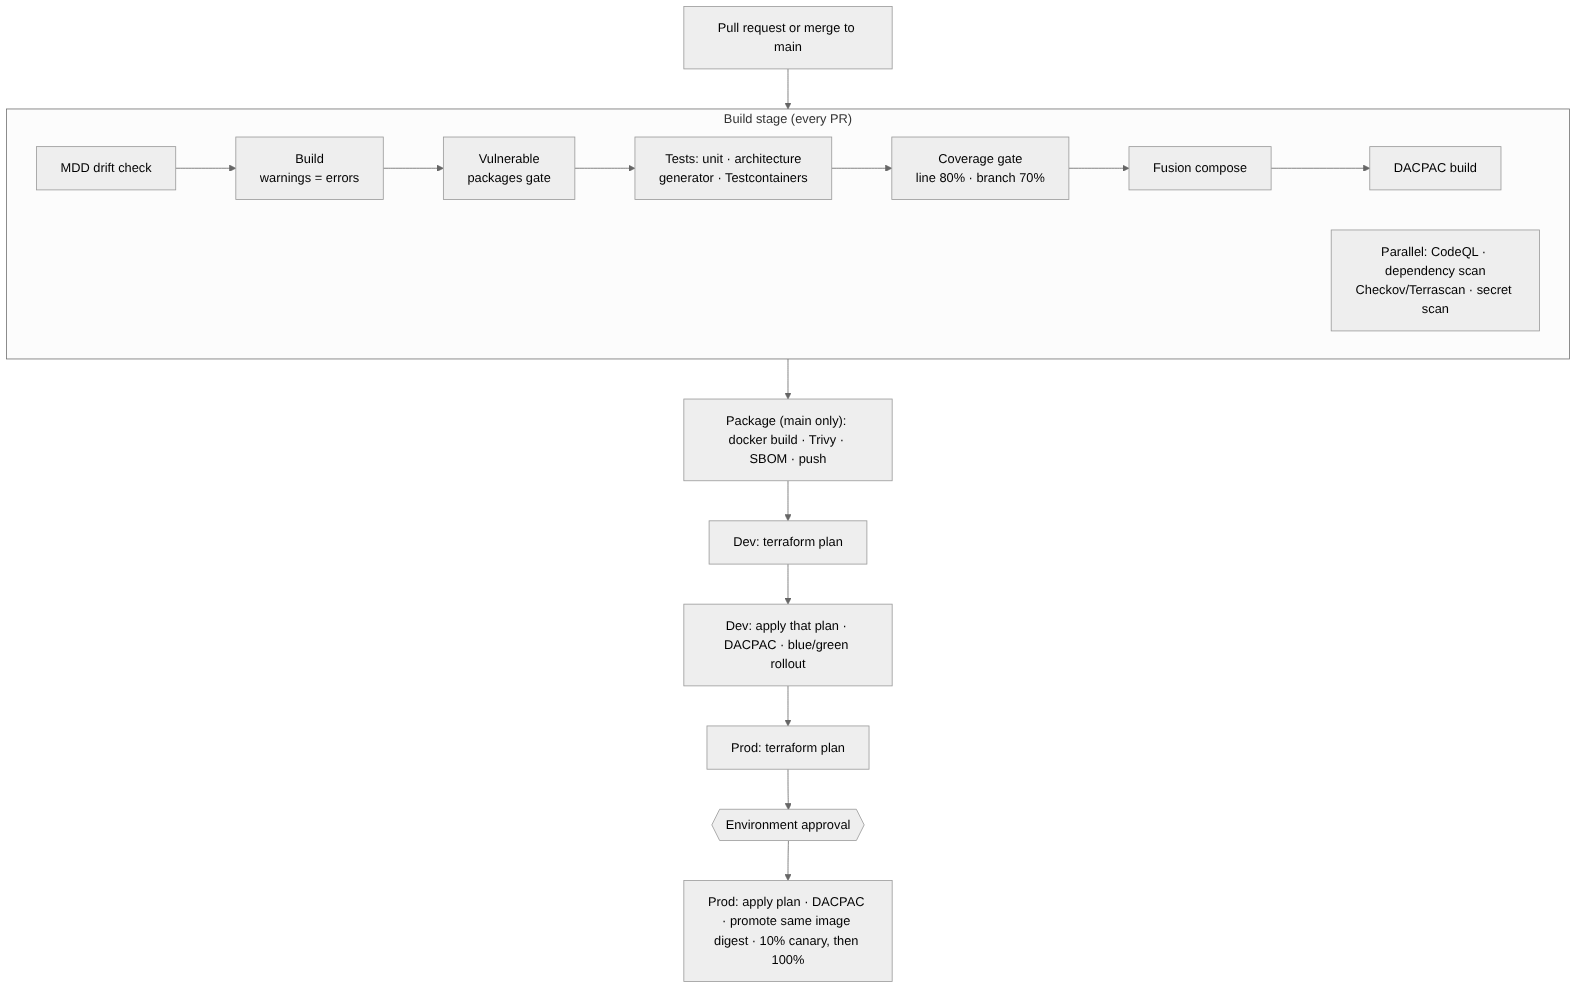 Pull request or merge to
main
Build stage (every PR)
MDD drift check
Build
warnings = errors
Vulnerable
packages gate
Tests: unit · architecture
generator · Testcontainers
Coverage gate
line 80% · branch 70%
Fusion compose
DACPAC build
Parallel: CodeQL ·
dependency scan
Checkov/Terrascan · secret
scan
Package (main only):
docker build · Trivy ·
SBOM · push
Dev: terraform plan
Dev: apply that plan ·
DACPAC · blue/green
rollout
Prod: terraform plan
Environment approval
Prod: apply plan · DACPAC
· promote same image
digest · 10% canary, then
100%